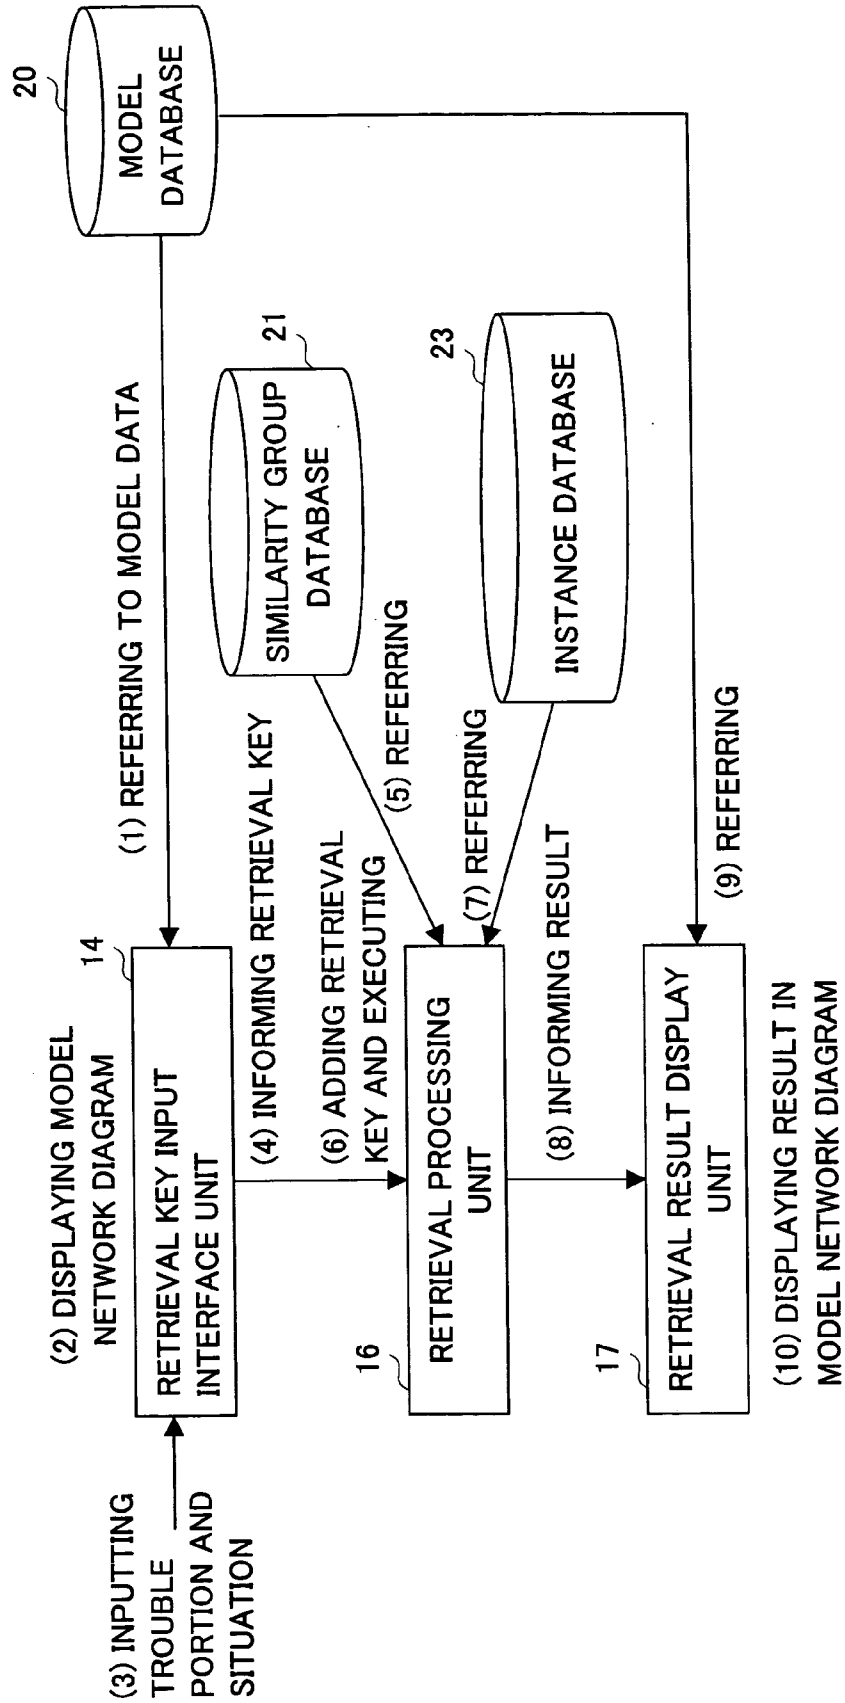 (3) INPUTTING
TROUBLE
PORTION AND
SITUATION
(2) DISPLAYING MODEL
NETWORK DIAGRAM
14
RETRIEVAL KEY INPUT
INTERFACE UNIT
(1) REFERRING TO MODEL DATA
20
MODEL
DATABASE
(4) INFORMING RETRIEVAL KEY
21
SIMILARITY GROUP
DATABASE
(5) REFERRING
(6) ADDING RETRIEVAL
KEY AND EXECUTING
16
RETRIEVAL PROCESSING
UNIT
(7) REFERRING
23
INSTANCE DATABASE
(8) INFORMING RESULT
17
RETRIEVAL RESULT DISPLAY
UNIT
(9) REFERRING
(10) DISPLAYING RESULT IN
MODEL NETWORK DIAGRAM